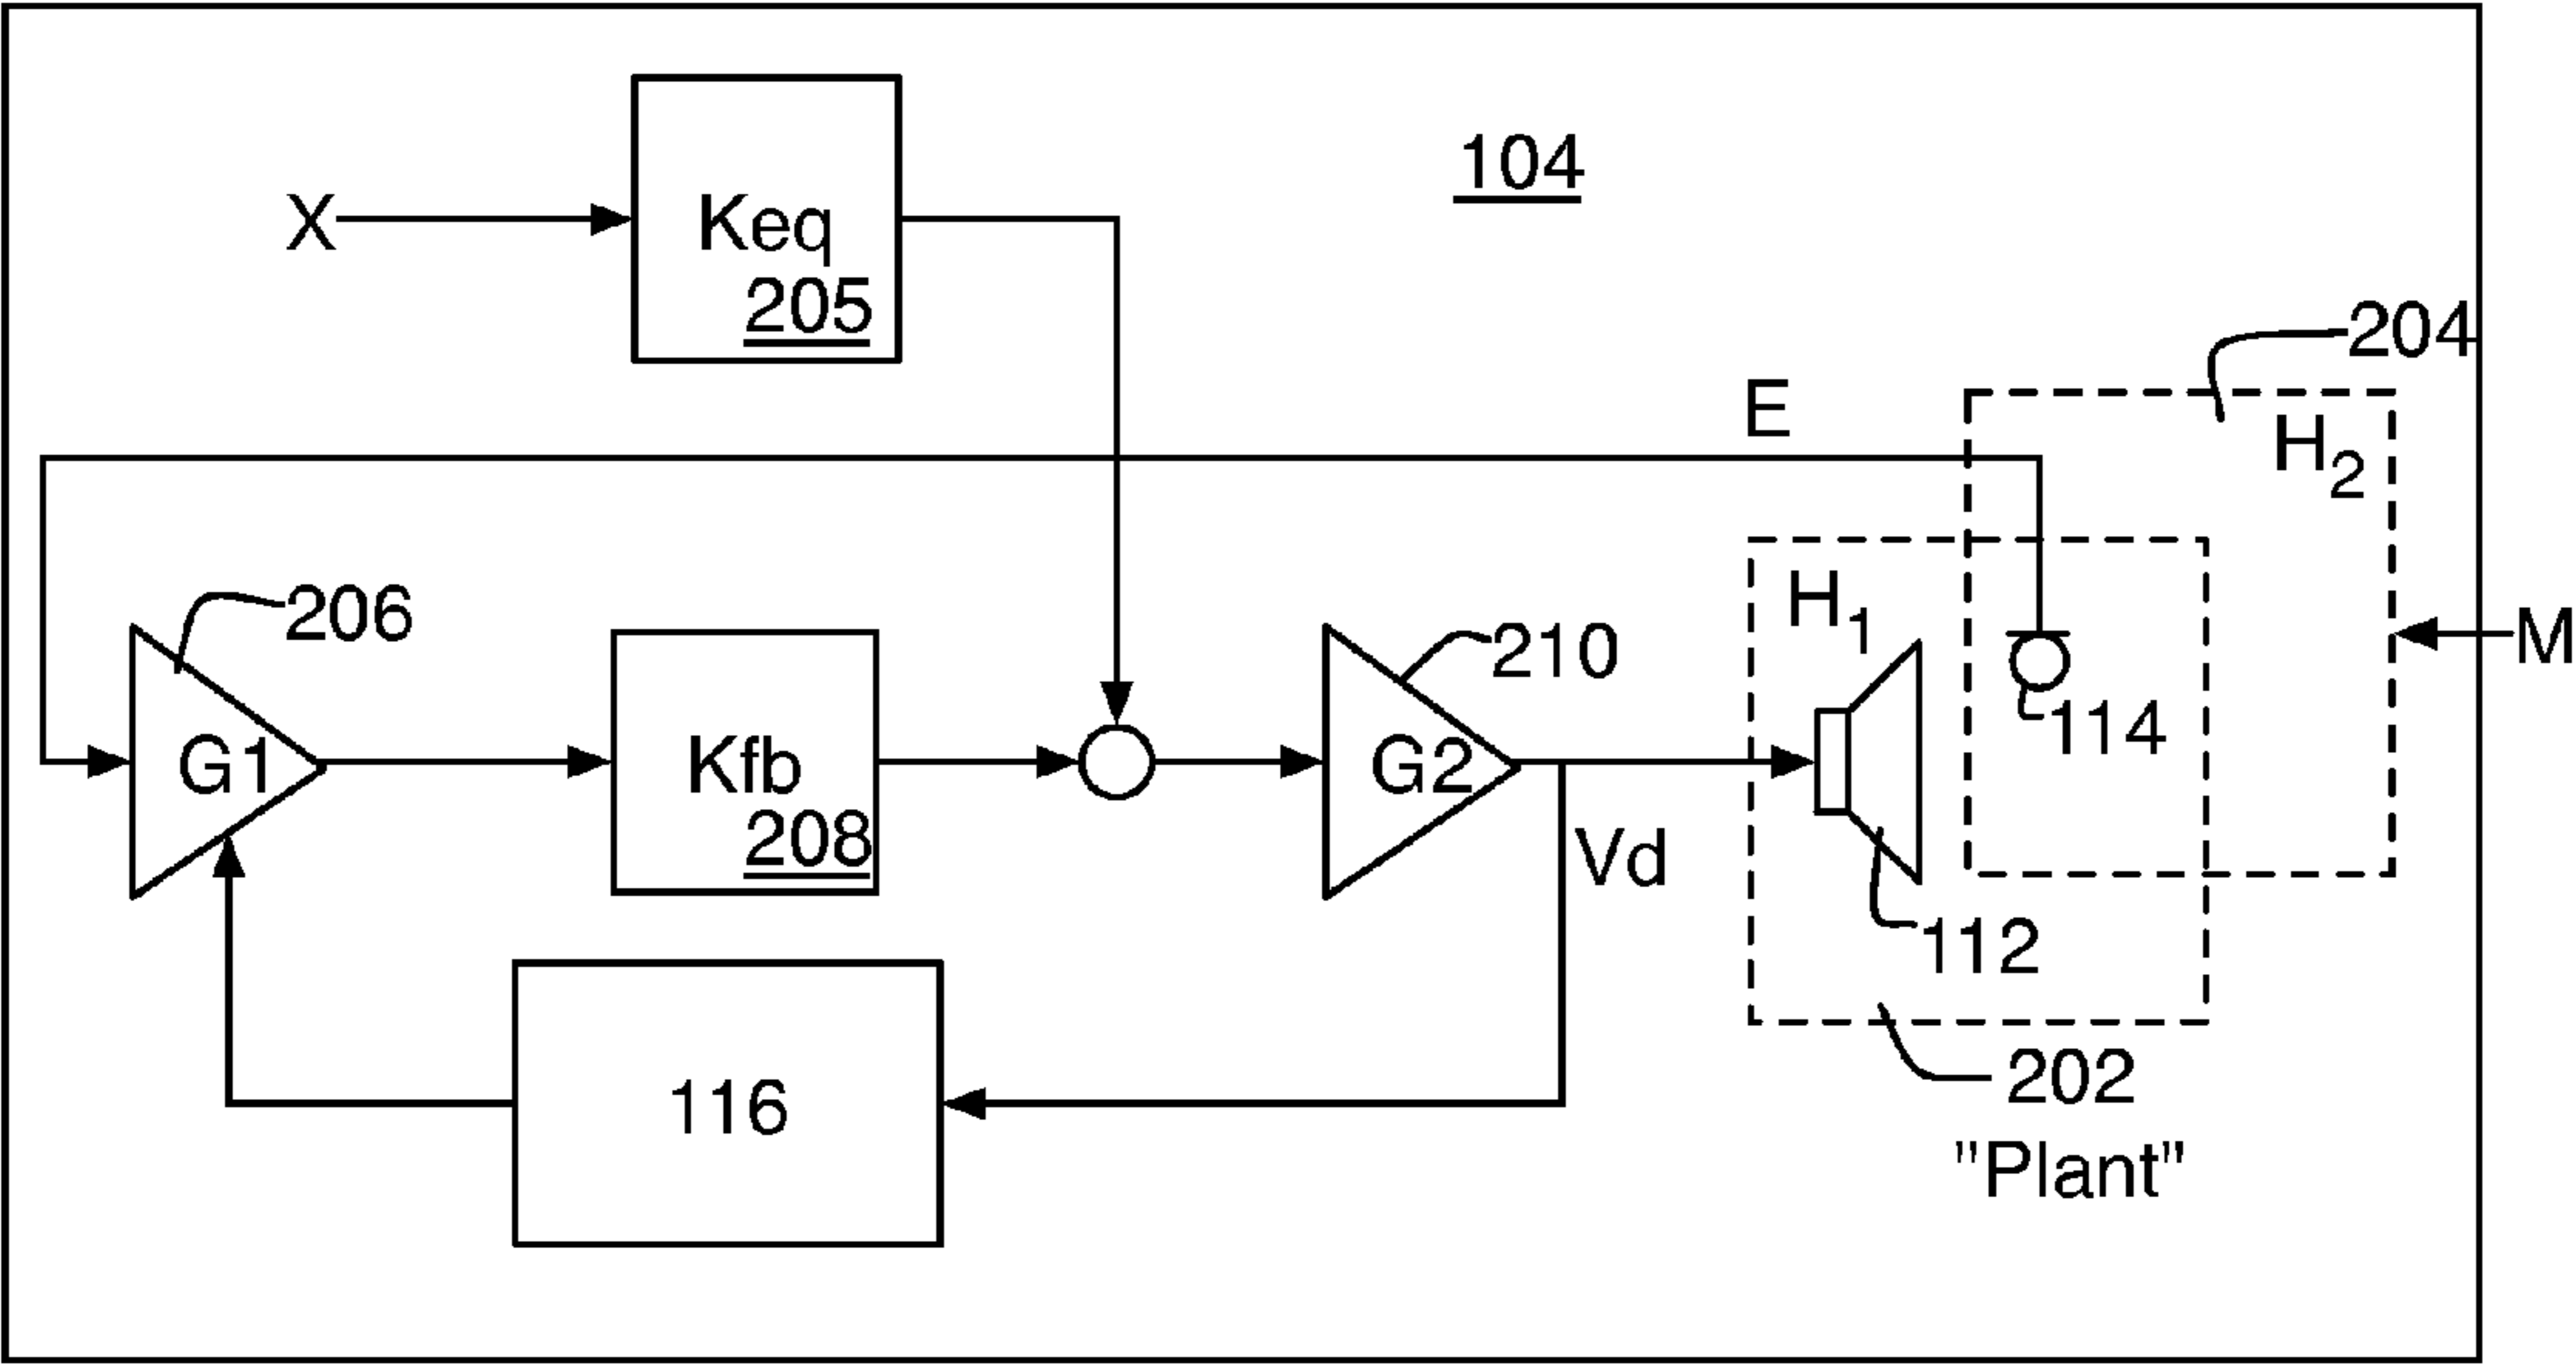 104
X
Keq
205
204
E
H2
206
H1
210
M
G1
Kfb
208
G2
114
Vd
112
116
202
"Plant"